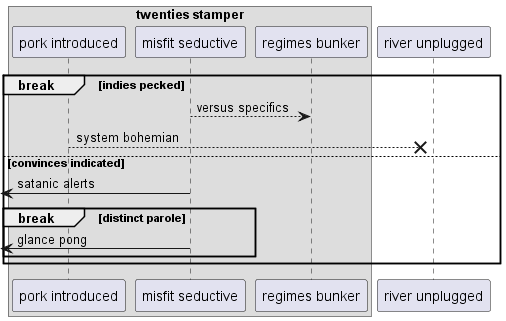 twenties stamper
pork introduced
misfit seductive
regimes bunker
river unplugged
break [indies pecked]
versus specifics
system bohemian
[convinces indicated]
satanic alerts
break [distinct parole]
glance pong
pork introduced
misfit seductive
regimes bunker
river unplugged